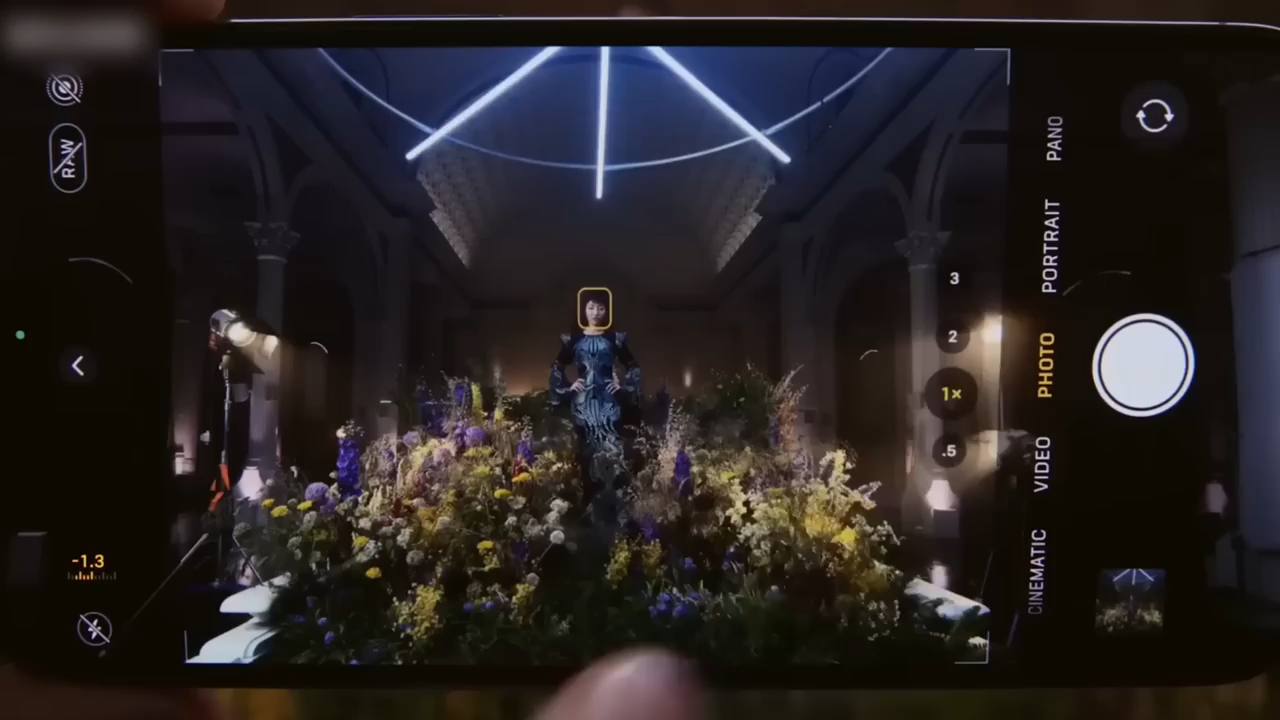 RAW
-1.3
3
2
1×
.5
PANO
PORTRAIT
PHOTO
VIDEO
CINEMATIC